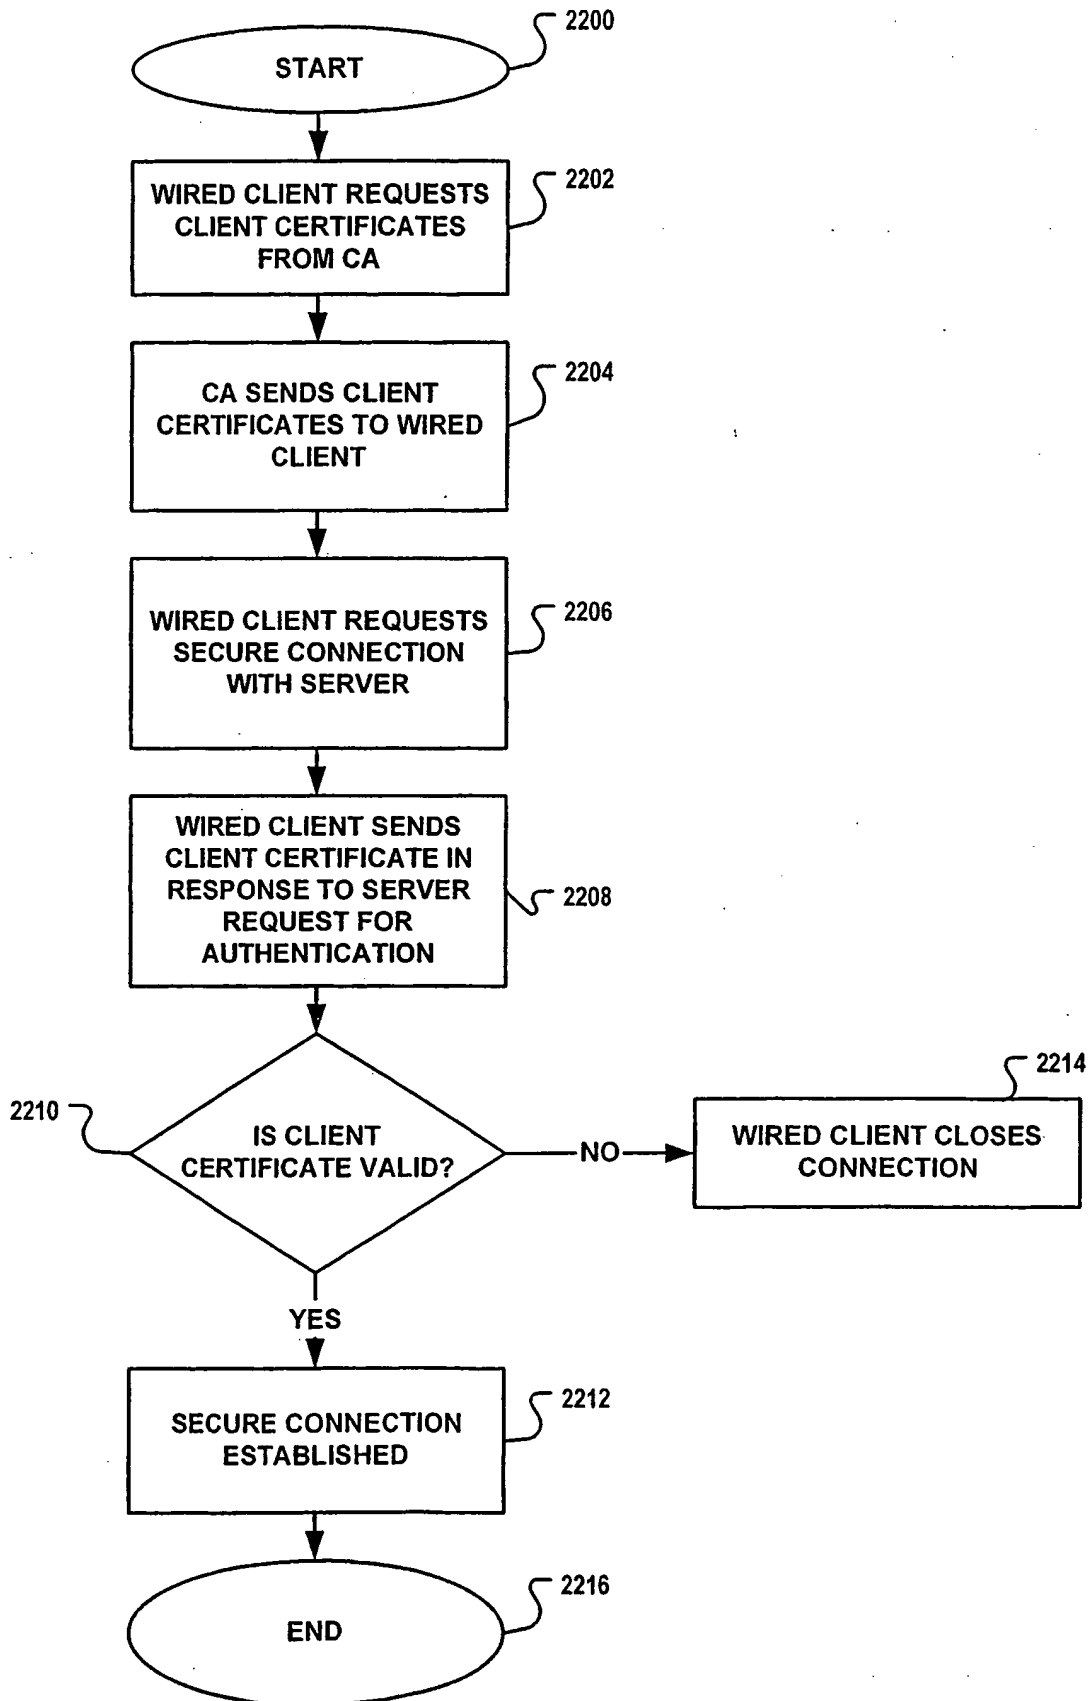 2200
START
2202
WIRED CLIENT REQUESTS
CLIENT CERTIFICATES
FROM CA
2204
CA SENDS CLIENT
CERTIFICATES TO WIRED
CLIENT
2206
WIRED CLIENT REQUESTS
SECURE CONNECTION
WITH SERVER
WIRED CLIENT SENDS
CLIENT CERTIFICATE IN
RESPONSE TO SERVER
REQUEST FOR
AUTHENTICATION
2208
2210
IS CLIENT
CERTIFICATE VALID?
NO
2214
WIRED CLIENT CLOSES
CONNECTION
YES
2212
SECURE CONNECTION
ESTABLISHED
2216
END